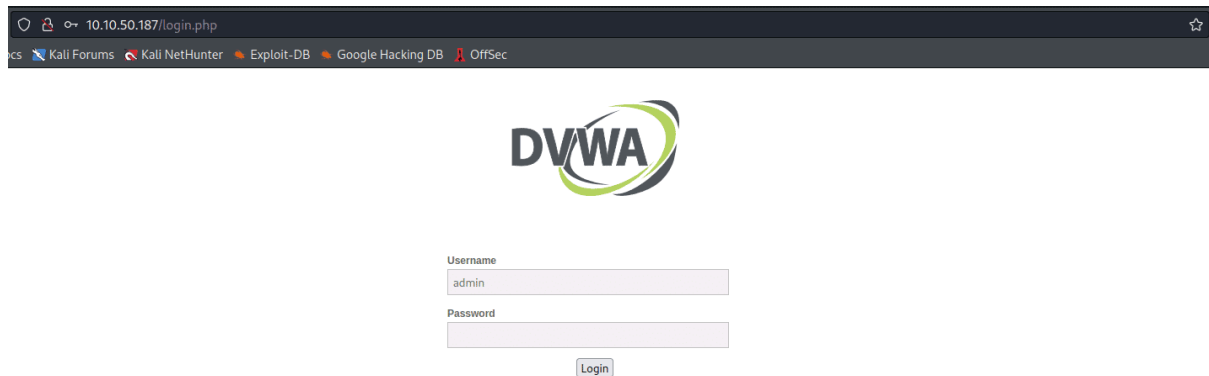 10.10.50.187/login.php
ocs Kali Forums Kali NetHunter Exploit-DB Google Hacking DB OffSec
DVWA
Username
admin
Password
Login